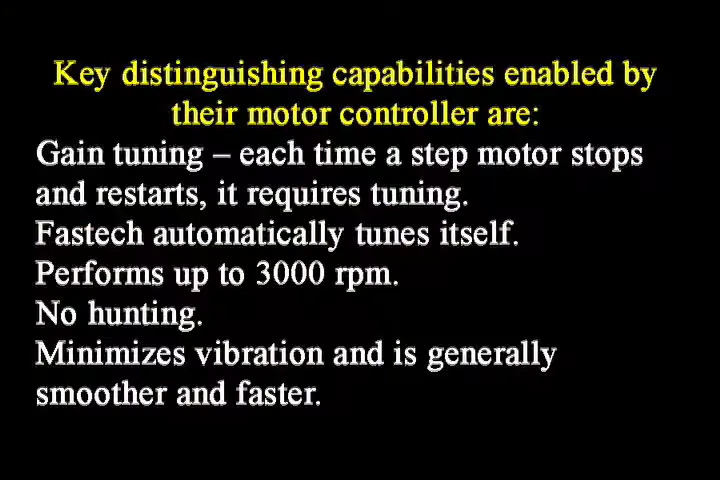 Key distinguishing capabilities enabled by
their motor controller are:
Gain tuning – each time a step motor stops
and restarts, it requires tuning.
Fastech automatically tunes itself.
Performs up to 3000 rpm.
No hunting.
Minimizes vibration and is generally
smoother and faster.